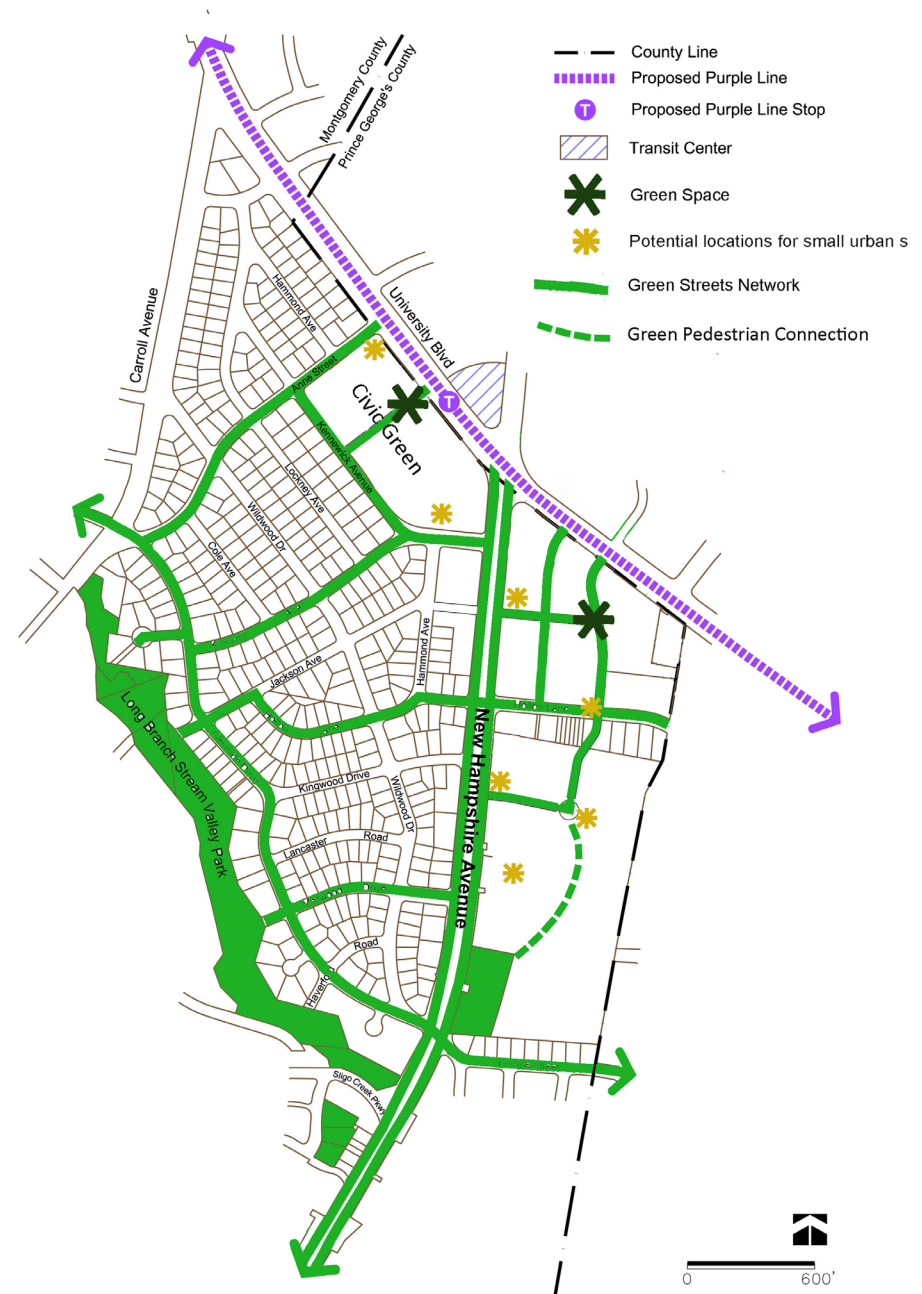 County Line
Proposed Purple Line
T
Proposed Purple Line Stop
Transit Center
Green Space
Potential locations for small urban s
Green Streets Network
Green Pedestrian Connection
Montgomery County
Prince George's County
Carroll Avenue
Hammond Ave
University Blvd
Anne Street
T
Civic Green
Kennewick Avenue
Lockney Ave
Wildwood Dr
Cole Ave
Hammond Ave
Jackson Ave
New Hampshire Avenue
Long Branch Stream Valley Park
Kingwood Drive
Wildwood Dr
Lancaster Road
Haverford Road
Sligo Creek Pkwy
0 600'